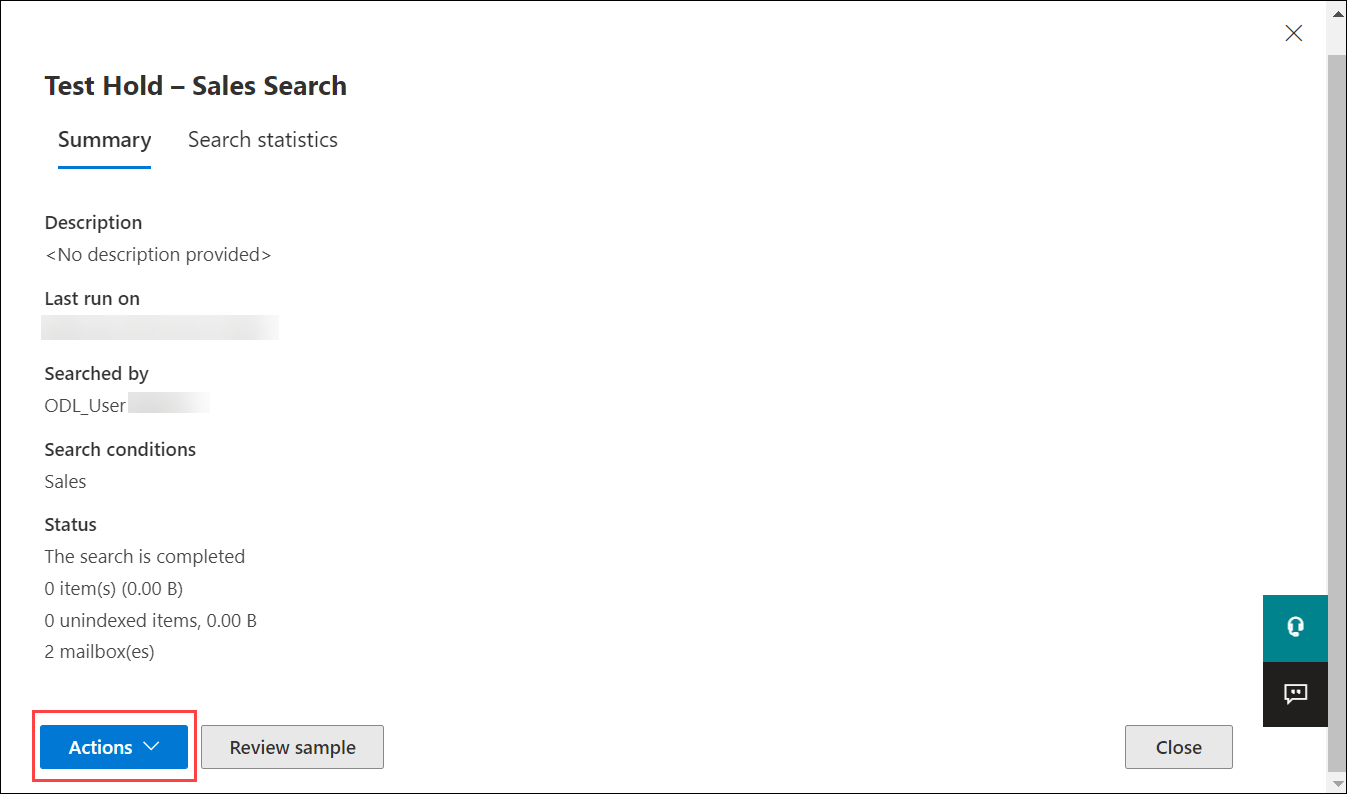 Test Hold – Sales Search
Summary
Search statistics
Description
<No description provided>
Last run on
Searched by
ODL_User
Search conditions
Sales
Status
The search is completed
0 item(s) (0.00 B)
0 unindexed items, 0.00 B
2 mailbox(es)
Actions
Review sample
Close